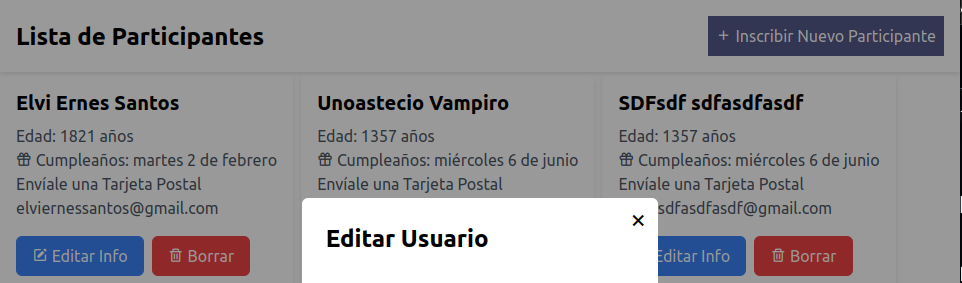 Lista de Participantes
+ Inscribir Nuevo Participante
Elvi Ernes Santos
Edad: 1821 años
Cumpleaños: martes 2 de febrero
Envíale una Tarjeta Postal
elviernessantos@gmail.com
Editar Info
Borrar
Unoastecio Vampiro
Edad: 1357 años
Cumpleaños: miércoles 6 de junio
Envíale una Tarjeta Postal
SDFsdf sdfasdfasdf
Edad: 1357 años
Cumpleaños: miércoles 6 de junio
Envíale una Tarjeta Postal
sdfasdfasdf@gmail.com
Editar Info
Borrar
Editar Usuario
×